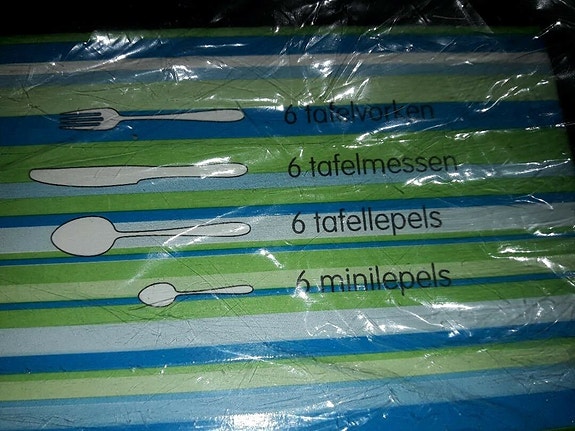 6 tafelvorken
6 tafelmessen
6 tafellepels
6 minilepels